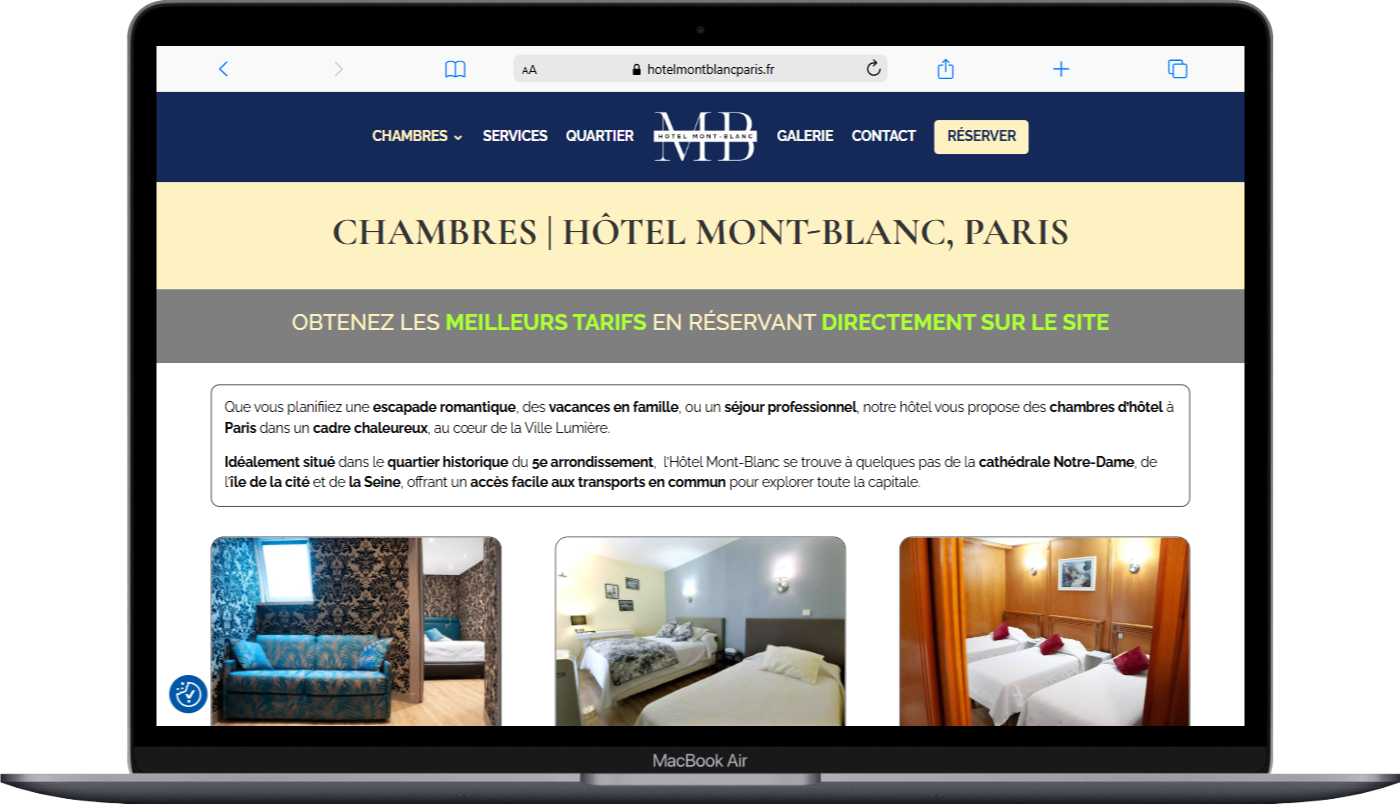 AA
hotelmontblancparis.fr
CHAMBRES SERVICES QUARTIER MB HOTEL MONT-BLANC GALERIE CONTACT RÉSERVER
CHAMBRES | HÔTEL MONT-BLANC, PARIS
OBTENEZ LES MEILLEURS TARIFS EN RÉSERVANT DIRECTEMENT SUR LE SITE
Que vous planifiiez une escapade romantique, des vacances en famille, ou un séjour professionnel, notre hôtel vous propose des chambres d'hôtel à
Paris dans un cadre chaleureux, au cœur de la Ville Lumière.
Idéalement situé dans le quartier historique du 5e arrondissement, l'Hôtel Mont-Blanc se trouve à quelques pas de la cathédrale Notre-Dame, de
l'île de la cité et de la Seine, offrant un accès facile aux transports en commun pour explorer toute la capitale.
MacBook Air